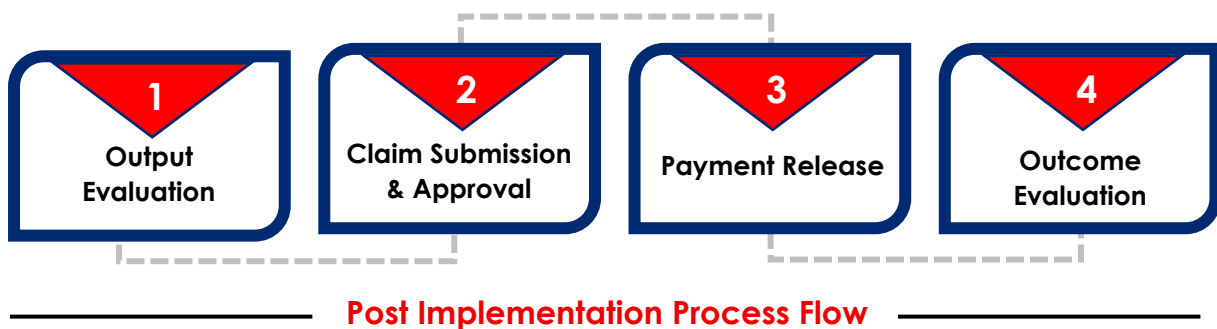 1
Output
Evaluation
2
Claim Submission
& Approval
3
Payment Release
4
Outcome
Evaluation
Post Implementation Process Flow